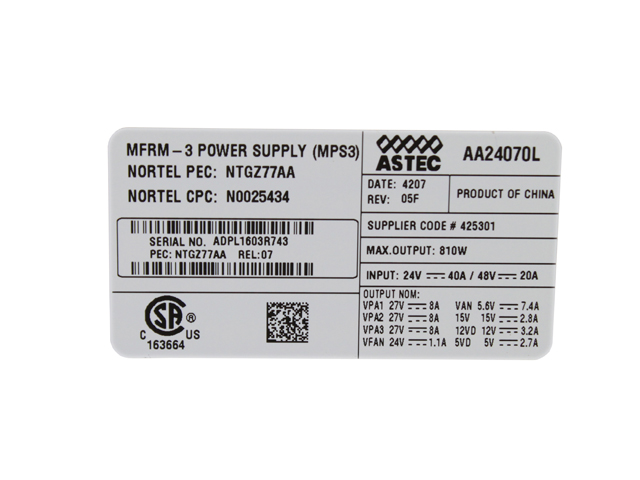 MFRM-3 POWER SUPPLY (MPS3)
NORTEL PEC: NTGZ77AA
NORTEL CPC: N0025434
SERIAL NO. ADPL1603R743
PEC: NTGZ77AA REL:07
C US
163664
ASTEC AA24070L
DATE: 4207
REV: 05F
PRODUCT OF CHINA
SUPPLIER CODE # 425301
MAX.OUTPUT: 810W
INPUT: 24V ⎓ 40A / 48V ⎓ 20A
OUTPUT NOM:
VPA1 27V ⎓ 8A VAN 5.6V ⎓ 7.4A
VPA2 27V ⎓ 8A 15V 15V ⎓ 2.8A
VPA3 27V ⎓ 8A 12VD 12V ⎓ 3.2A
VFAN 24V ⎓ 1.1A 5VD 5V ⎓ 2.7A